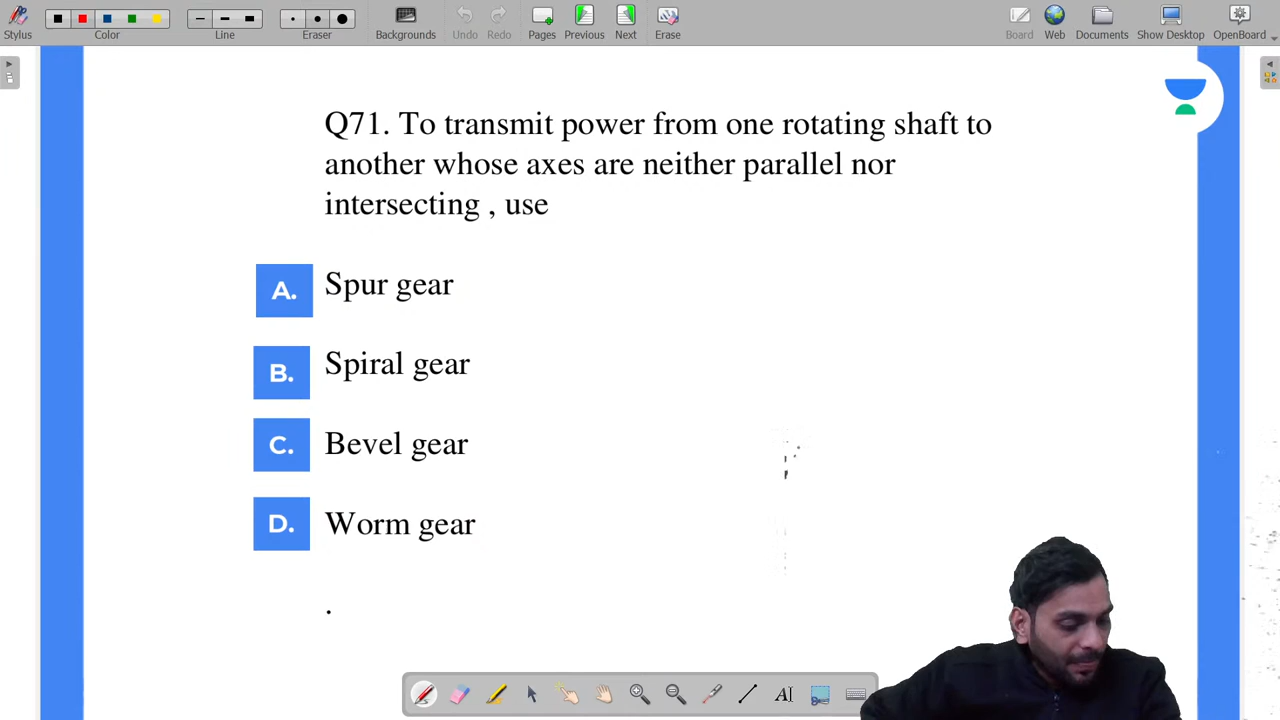 Stylus
Color
Line
Eraser
Backgrounds
Undo
Redo
Pages
Previous
Next
Erase
Board
Web
Documents
Show Desktop
OpenBoard
Q71. To transmit power from one rotating shaft to
another whose axes are neither parallel nor
intersecting , use
A. Spur gear
B. Spiral gear
C. Bevel gear
D. Worm gear
.